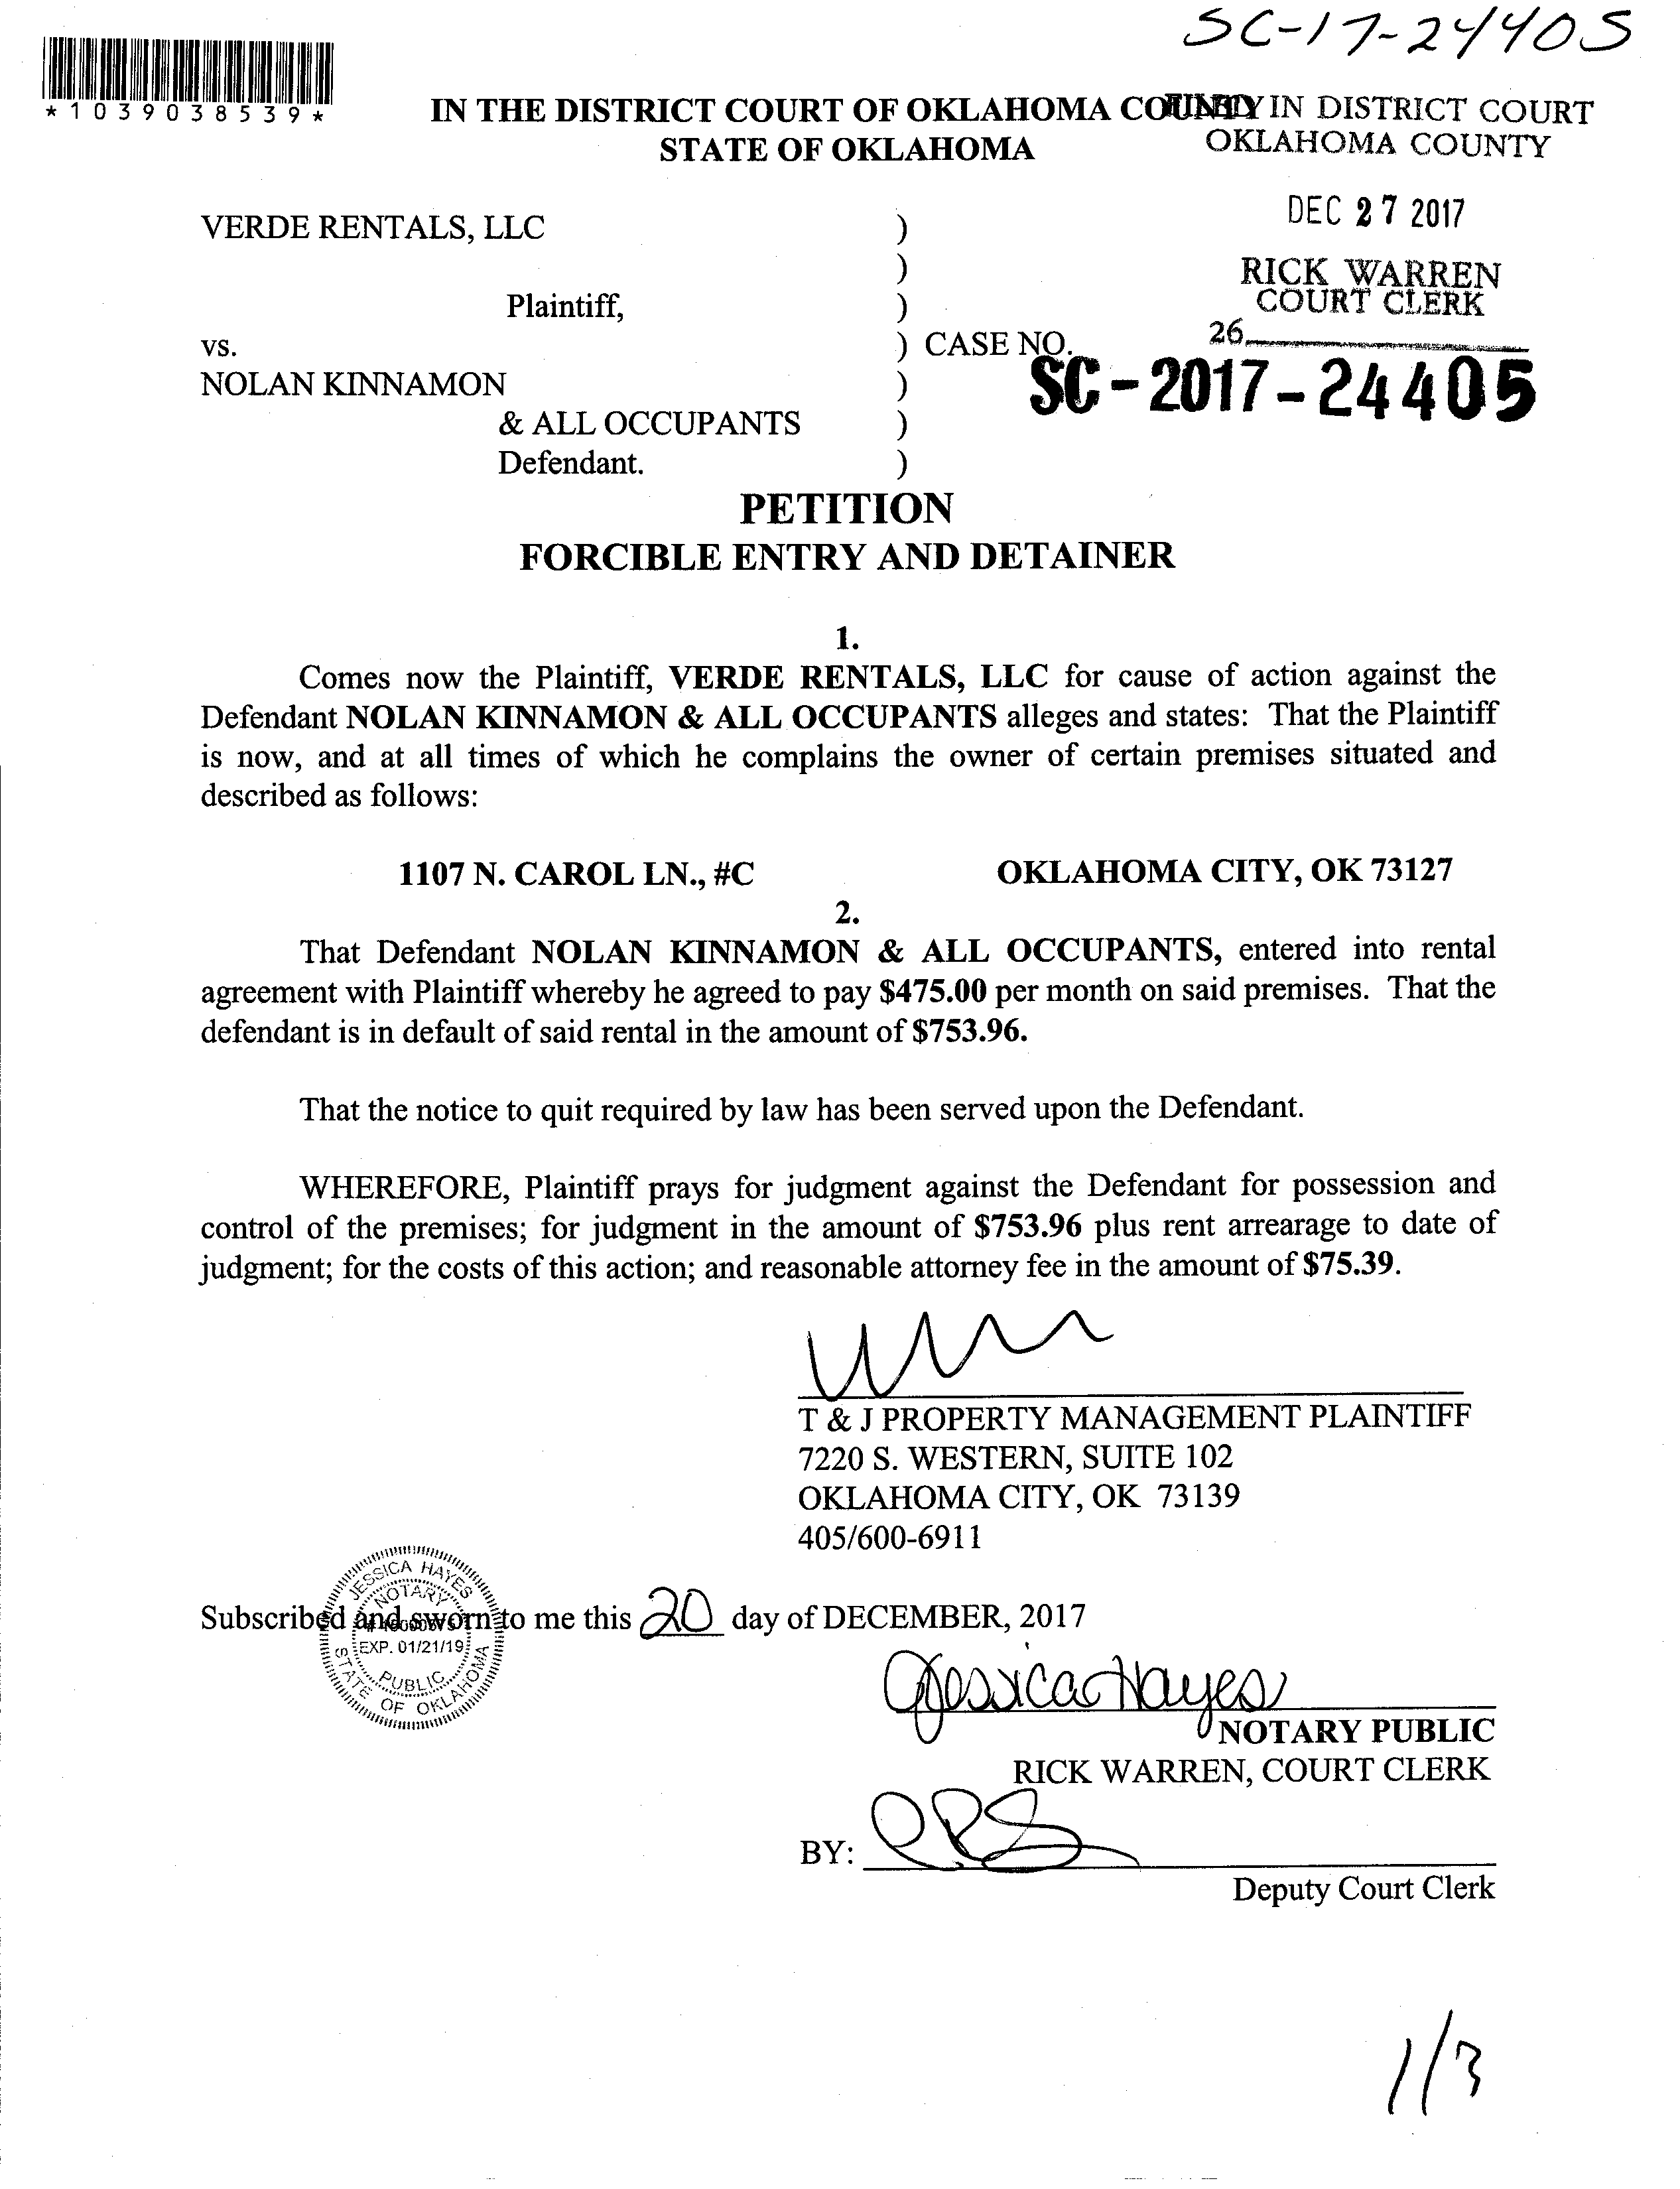 SC-17-24405
*1039038539*
IN THE DISTRICT COURT OF OKLAHOMA COUNTY
STATE OF OKLAHOMA
FILED IN DISTRICT COURT
OKLAHOMA COUNTY
DEC 27 2017
RICK WARREN
COURT CLERK
26
VERDE RENTALS, LLC )
)
Plaintiff, )
vs. ) CASE NO.
SC-2017-24405
NOLAN KINNAMON )
& ALL OCCUPANTS )
Defendant. )
PETITION
FORCIBLE ENTRY AND DETAINER
1.
Comes now the Plaintiff, VERDE RENTALS, LLC for cause of action against the
Defendant NOLAN KINNAMON & ALL OCCUPANTS alleges and states: That the Plaintiff
is now, and at all times of which he complains the owner of certain premises situated and
described as follows:
1107 N. CAROL LN., #C OKLAHOMA CITY, OK 73127
2.
That Defendant NOLAN KINNAMON & ALL OCCUPANTS, entered into rental
agreement with Plaintiff whereby he agreed to pay $475.00 per month on said premises. That the
defendant is in default of said rental in the amount of $753.96.
That the notice to quit required by law has been served upon the Defendant.
WHEREFORE, Plaintiff prays for judgment against the Defendant for possession and
control of the premises; for judgment in the amount of $753.96 plus rent arrearage to date of
judgment; for the costs of this action; and reasonable attorney fee in the amount of $75.39.
T & J PROPERTY MANAGEMENT PLAINTIFF
7220 S. WESTERN, SUITE 102
OKLAHOMA CITY, OK 73139
405/600-6911
JESSICA HAYES
NOTARY
EXP. 01/21/19
PUBLIC
STATE OF OKLAHOMA
Subscribed and sworn to me this 20 day of DECEMBER, 2017
Jessica Hayes
NOTARY PUBLIC
RICK WARREN, COURT CLERK
BY:
Deputy Court Clerk
1/3